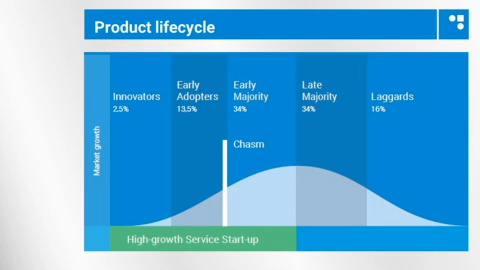 Product lifecycle
Innovators
2.5%
Early
Adopters
13,5%
Early
Majority
34%
Late
Majority
34%
Laggards
16%
Market growth
Chasm
High-growth Service Start-up